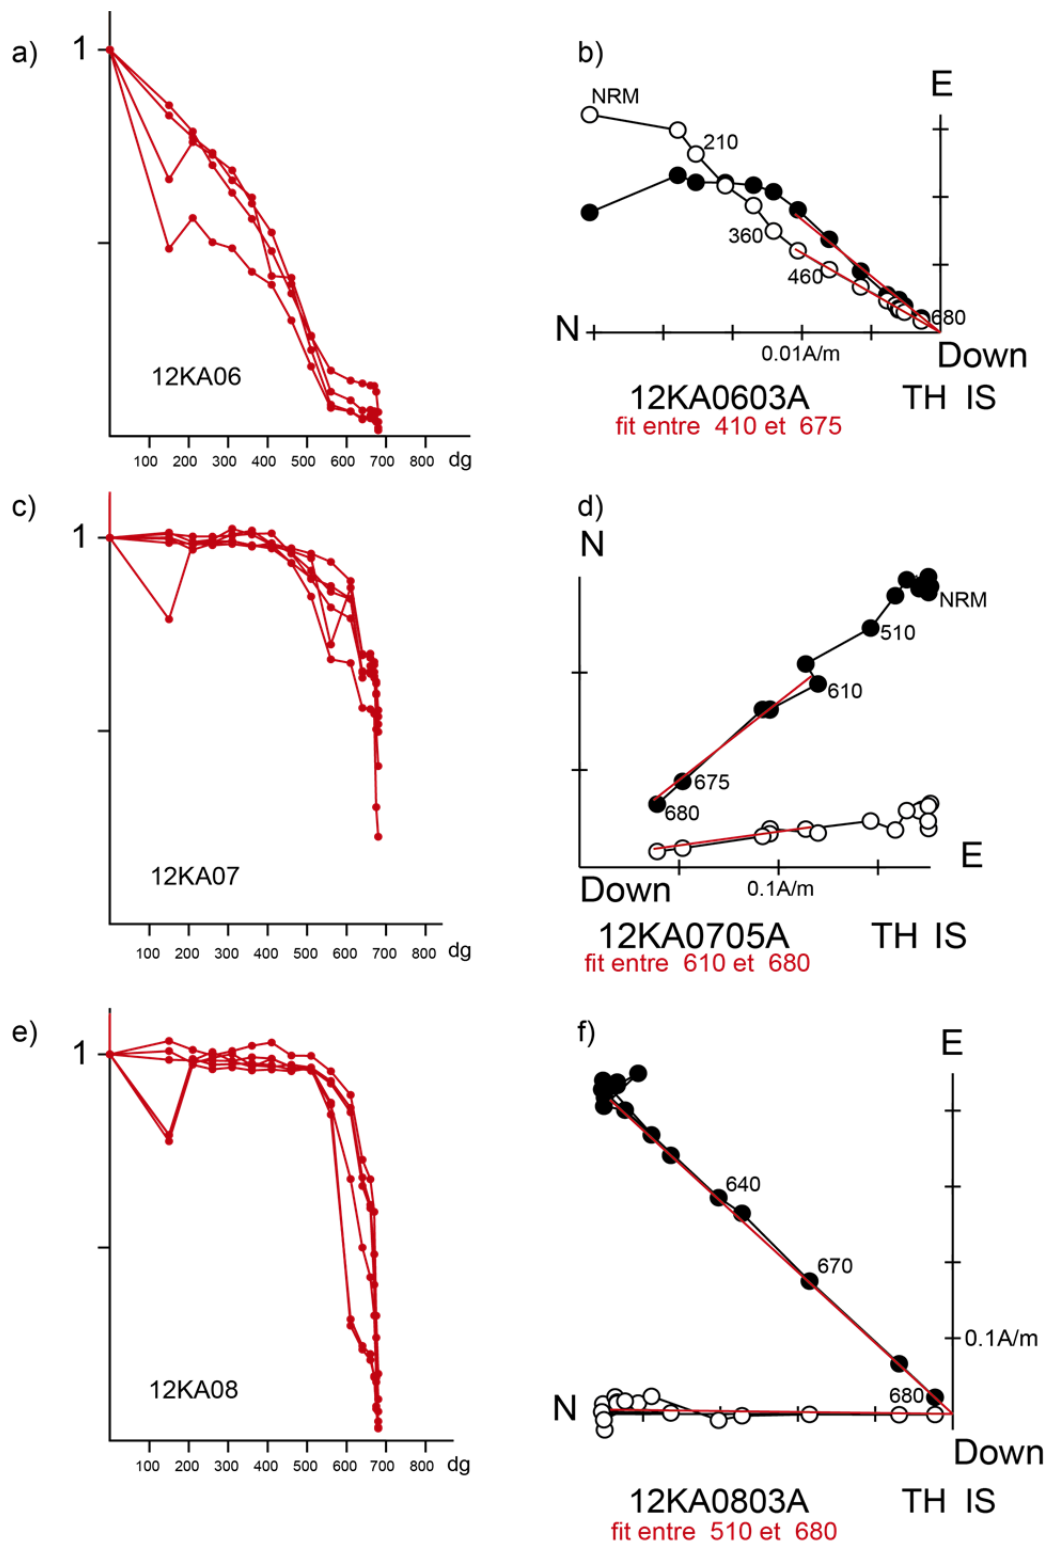 a)
1
12KA06
100 200 300 400 500 600 700 800 dg
b)
E
NRM
210
360
460
680
N
0.01A/m
Down
12KA0603A TH IS
fit entre 410 et 675
c)
1
12KA07
100 200 300 400 500 600 700 800 dg
d)
N
NRM
510
610
675
680
E
Down
0.1A/m
12KA0705A TH IS
fit entre 610 et 680
e)
1
12KA08
100 200 300 400 500 600 700 800 dg
f)
E
640
670
0.1A/m
680
N
Down
12KA0803A TH IS
fit entre 510 et 680